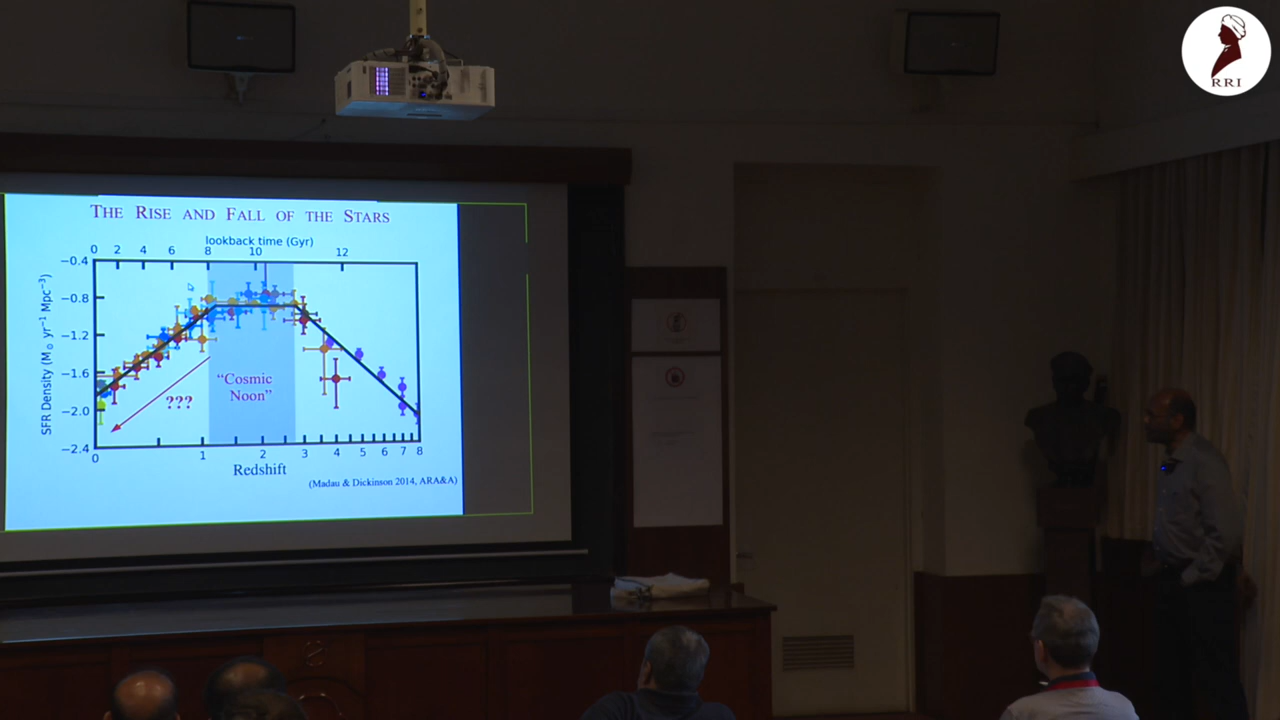 RRI
THE RISE AND FALL OF THE STARS
lookback time (Gyr)
0 2 4 6 8 10 12
−0.4
−0.8
−1.2
−1.6
−2.0
−2.4
SFR Density (M☉ yr⁻¹ Mpc⁻³)
"Cosmic
Noon"
???
0 1 2 3 4 5 6 7 8
Redshift
(Madau & Dickinson 2014, ARA&A)